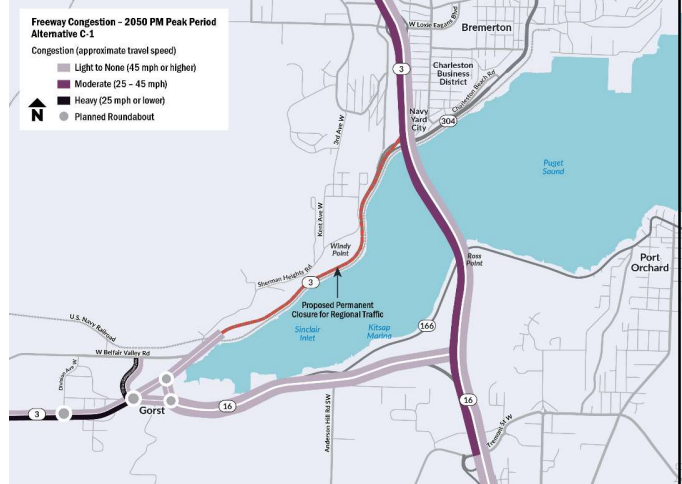 Freeway Congestion – 2050 PM Peak Period
Alternative C-1
Congestion (approximate travel speed)
Light to None (45 mph or higher)
Moderate (25 – 45 mph)
Heavy (25 mph or lower)
Planned Roundabout
N
W Loxie Eagans Blvd
Bremerton
3
Charleston
Business
District
Charleston Beach Rd
Navy
Yard
City
304
3rd Ave W
Puget
Sound
Kent Ave W
Windy
Point
Ross
Point
Port
Orchard
Sherman Heights Rd
3
Proposed Permanent
Closure for Regional Traffic
U.S. Navy Railroad
Sinclair
Inlet
Kitsap
Marina
166
W Belfair Valley Rd
Division Ave W
3
Gorst
16
16
Anderson Hill Rd SW
Tremont St W